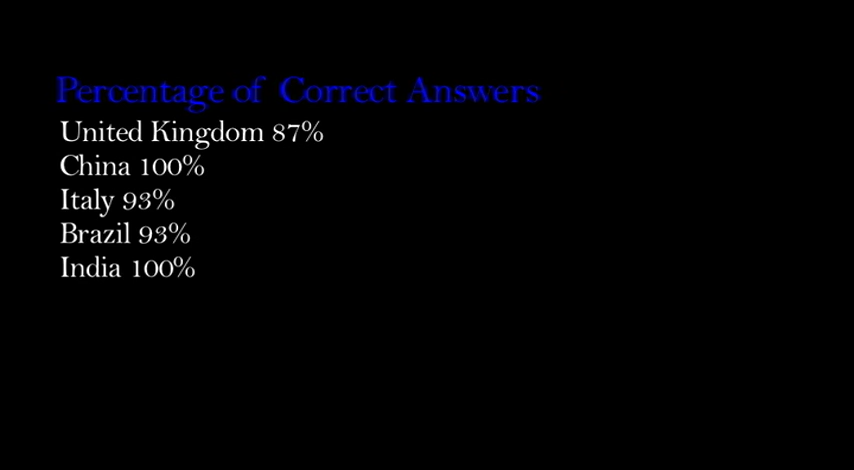 Percentage of Correct Answers
United Kingdom 87%
China 100%
Italy 93%
Brazil 93%
India 100%